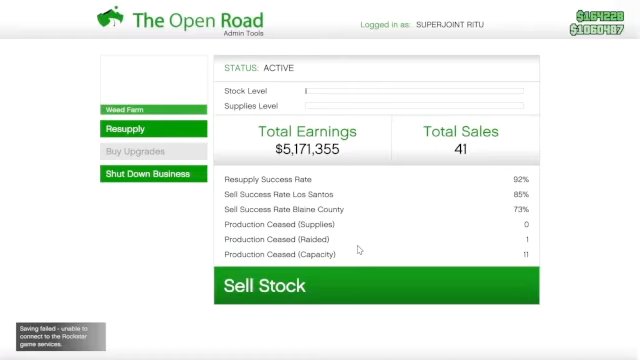 The Open Road
Admin Tools
Logged in as: SUPERJOINT RITU
$164228
$1060487
STATUS: ACTIVE
Stock Level
Supplies Level
Weed Farm
Resupply
Buy Upgrades
Shut Down Business
Total Earnings
$5,171,355
Total Sales
41
Resupply Success Rate 92%
Sell Success Rate Los Santos 85%
Sell Success Rate Blaine County 73%
Production Ceased (Supplies) 0
Production Ceased (Raided) 1
Production Ceased (Capacity) 11
Sell Stock
Saving failed - unable to
connect to the Rockstar
game services.